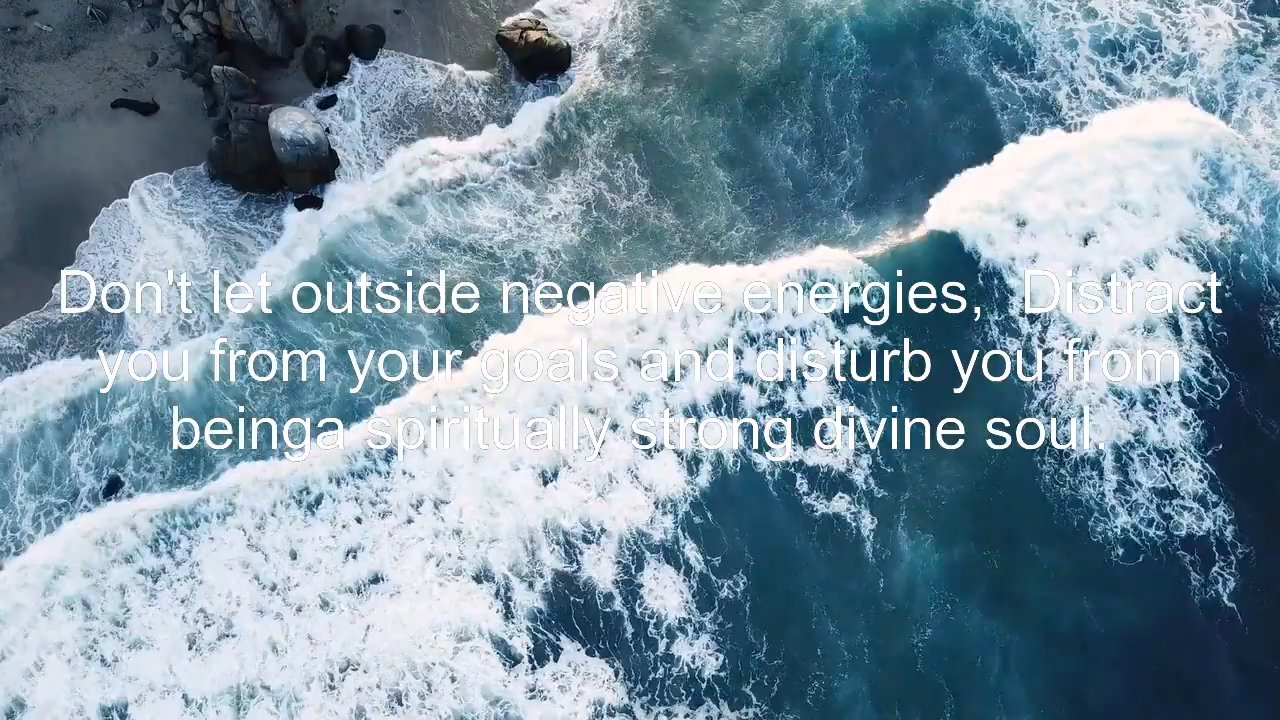 Don't let outside negative energies,  Distract
you from your goals and disturb you from
beinga spiritually strong divine soul.